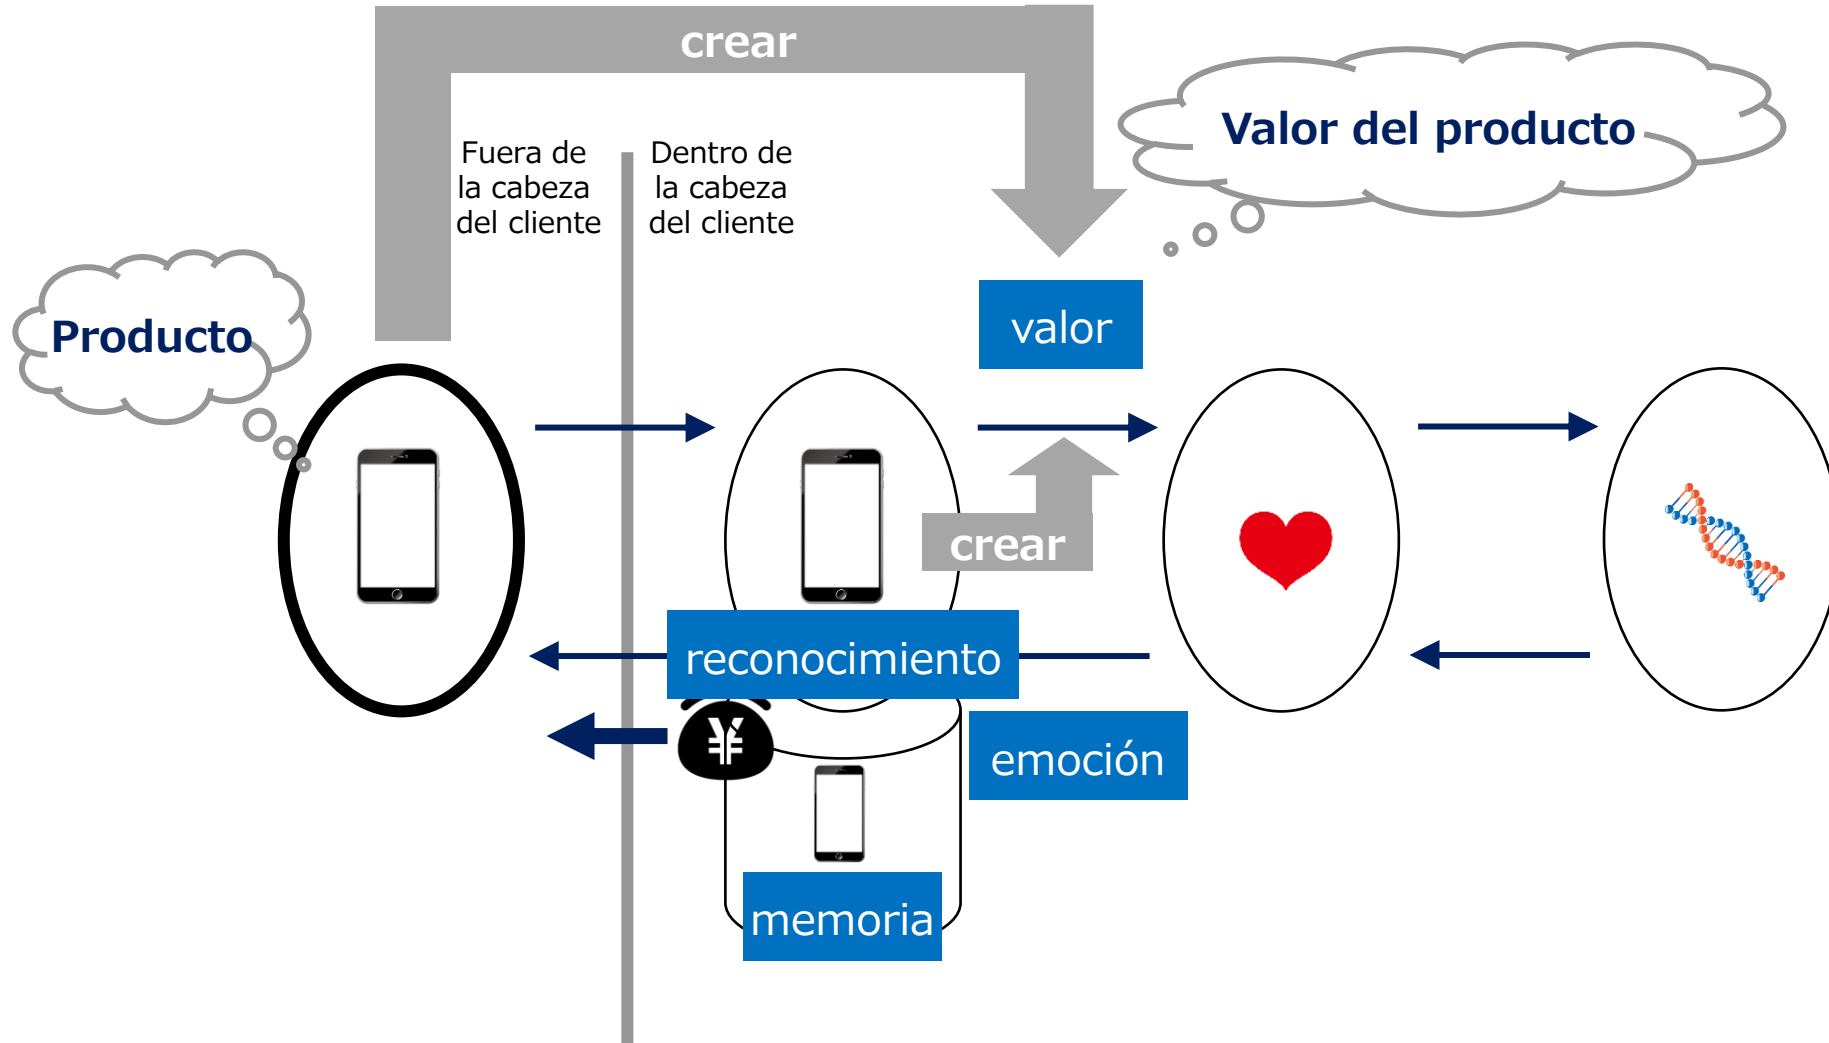 crear
Valor del producto
Fuera de
la cabeza
del cliente
Dentro de
la cabeza
del cliente
Producto
valor
crear
reconocimiento
¥
emoción
memoria